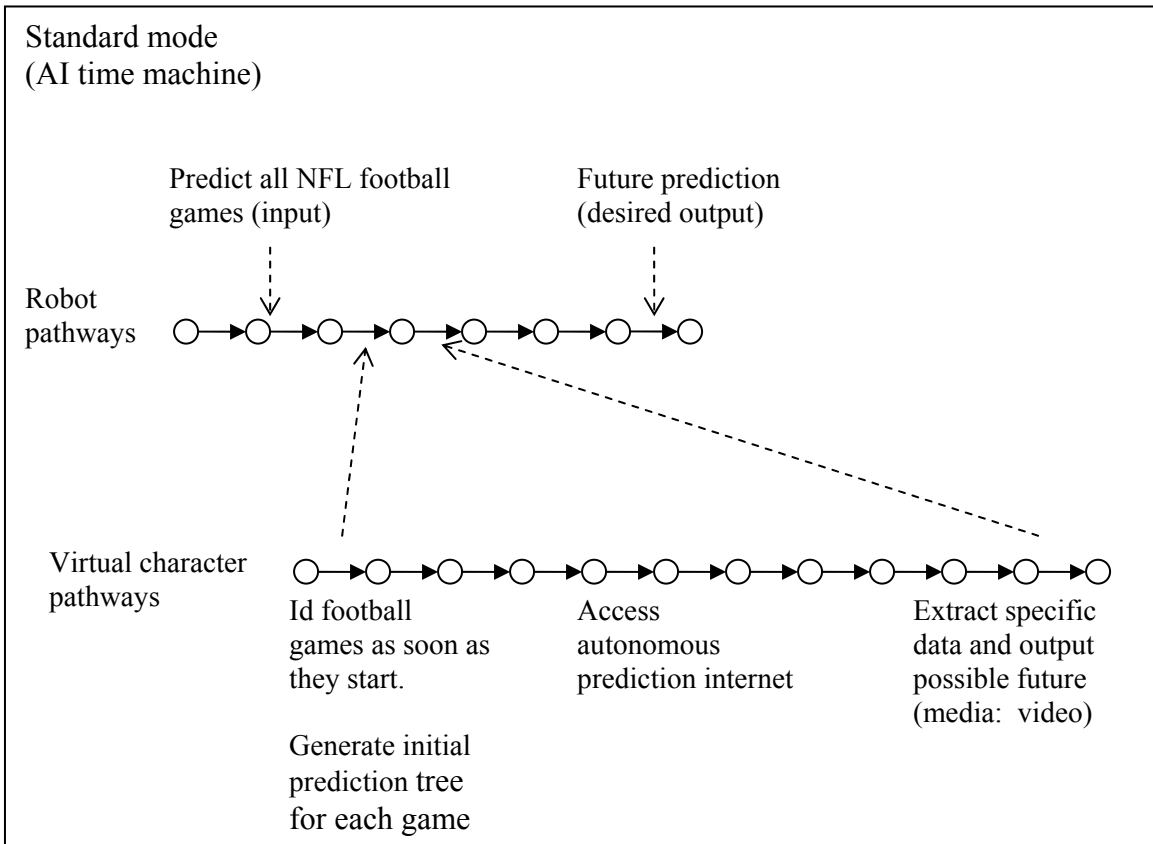 Standard mode
(AI time machine)
Predict all NFL football
games (input)
Future prediction
(desired output)
Robot
pathways
Virtual character
pathways
Id football
games as soon as
they start.
Generate initial
prediction tree
for each game
Access
autonomous
prediction internet
Extract specific
data and output
possible future
(media: video)